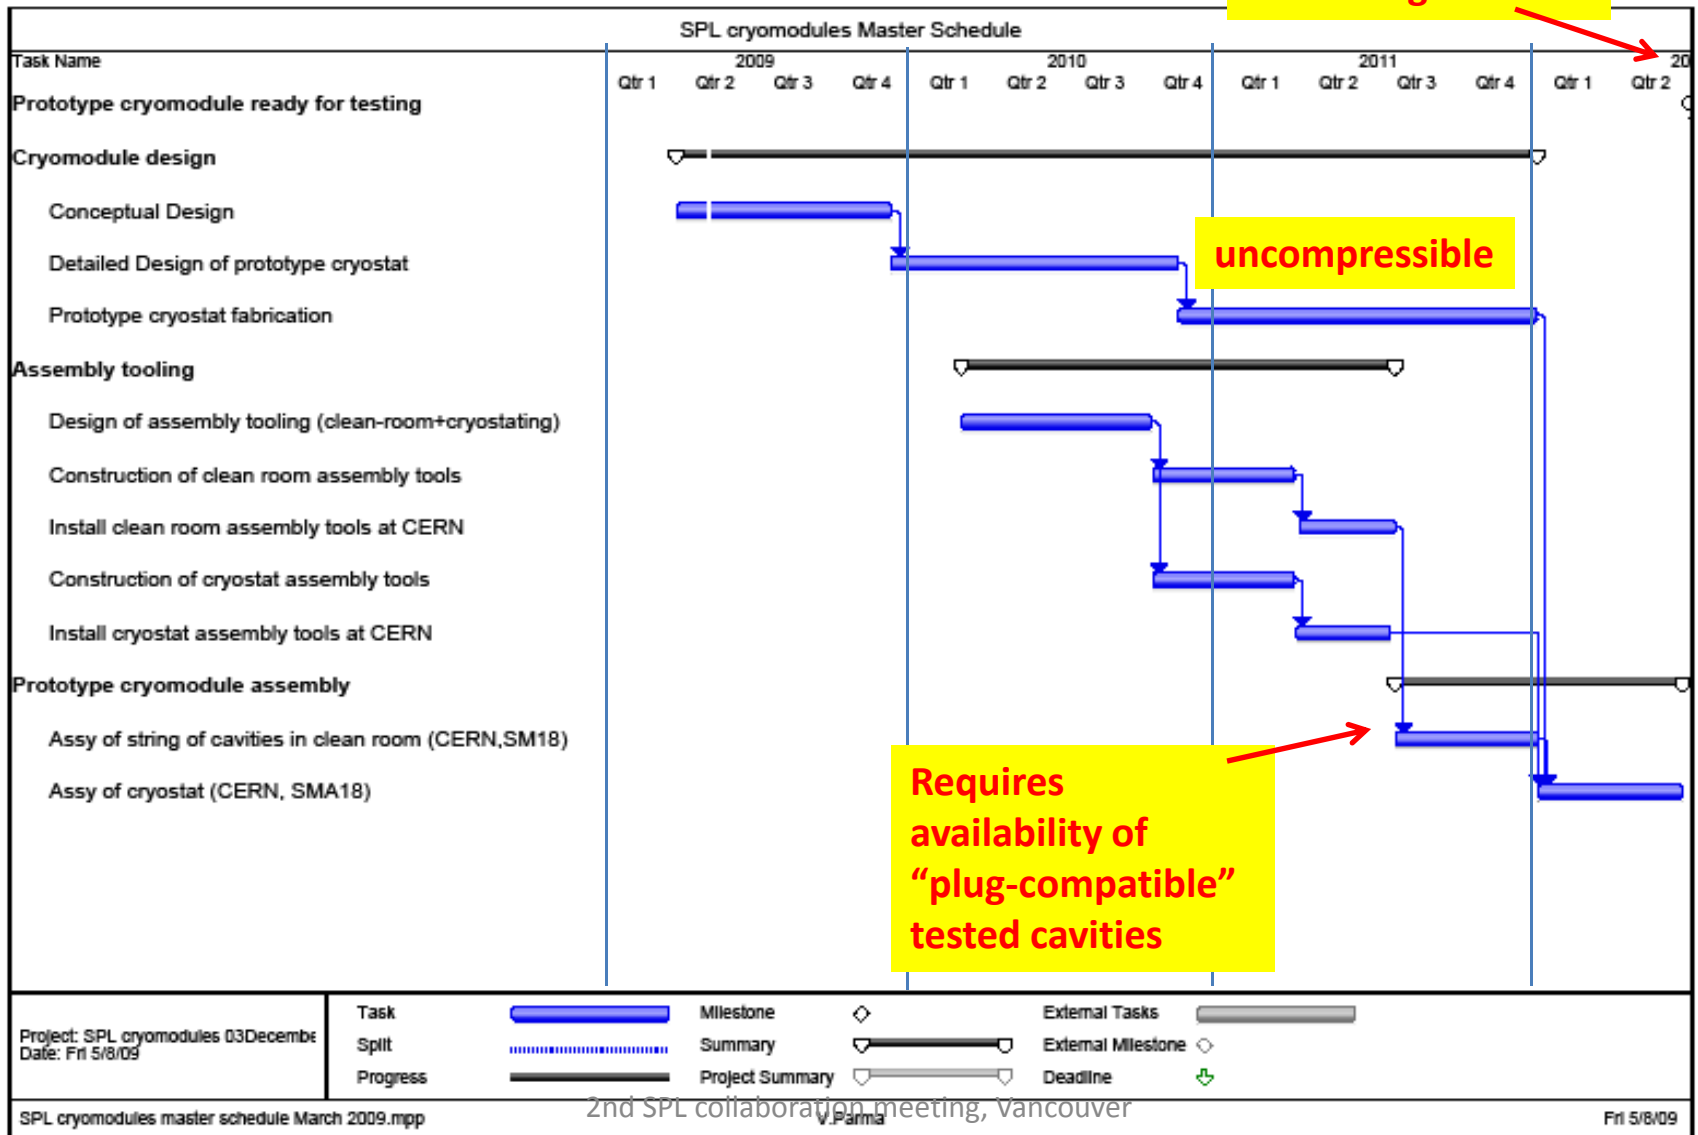 SPL cryomodules Master Schedule
Task Name
2009
2010
2011
20
Qtr 1 Qtr 2 Qtr 3 Qtr 4 Qtr 1 Qtr 2 Qtr 3 Qtr 4 Qtr 1 Qtr 2 Qtr 3 Qtr 4 Qtr 1 Qtr 2
Prototype cryomodule ready for testing
Cryomodule design
Conceptual Design
Detailed Design of prototype cryostat
uncompressible
Prototype cryostat fabrication
Assembly tooling
Design of assembly tooling (clean-room+cryostating)
Construction of clean room assembly tools
Install clean room assembly tools at CERN
Construction of cryostat assembly tools
Install cryostat assembly tools at CERN
Prototype cryomodule assembly
Assy of string of cavities in clean room (CERN,SM18)
Assy of cryostat (CERN, SMA18)
Requires
availability of
“plug-compatible”
tested cavities
Project: SPL cryomodules 03Decembe
Date: Fri 5/8/09
Task
Split
Progress
Milestone
Summary
Project Summary
External Tasks
External Milestone
Deadline
SPL cryomodules master schedule March 2009.mpp
2nd SPL collaboration meeting, Vancouver
V.Parma
Fri 5/8/09